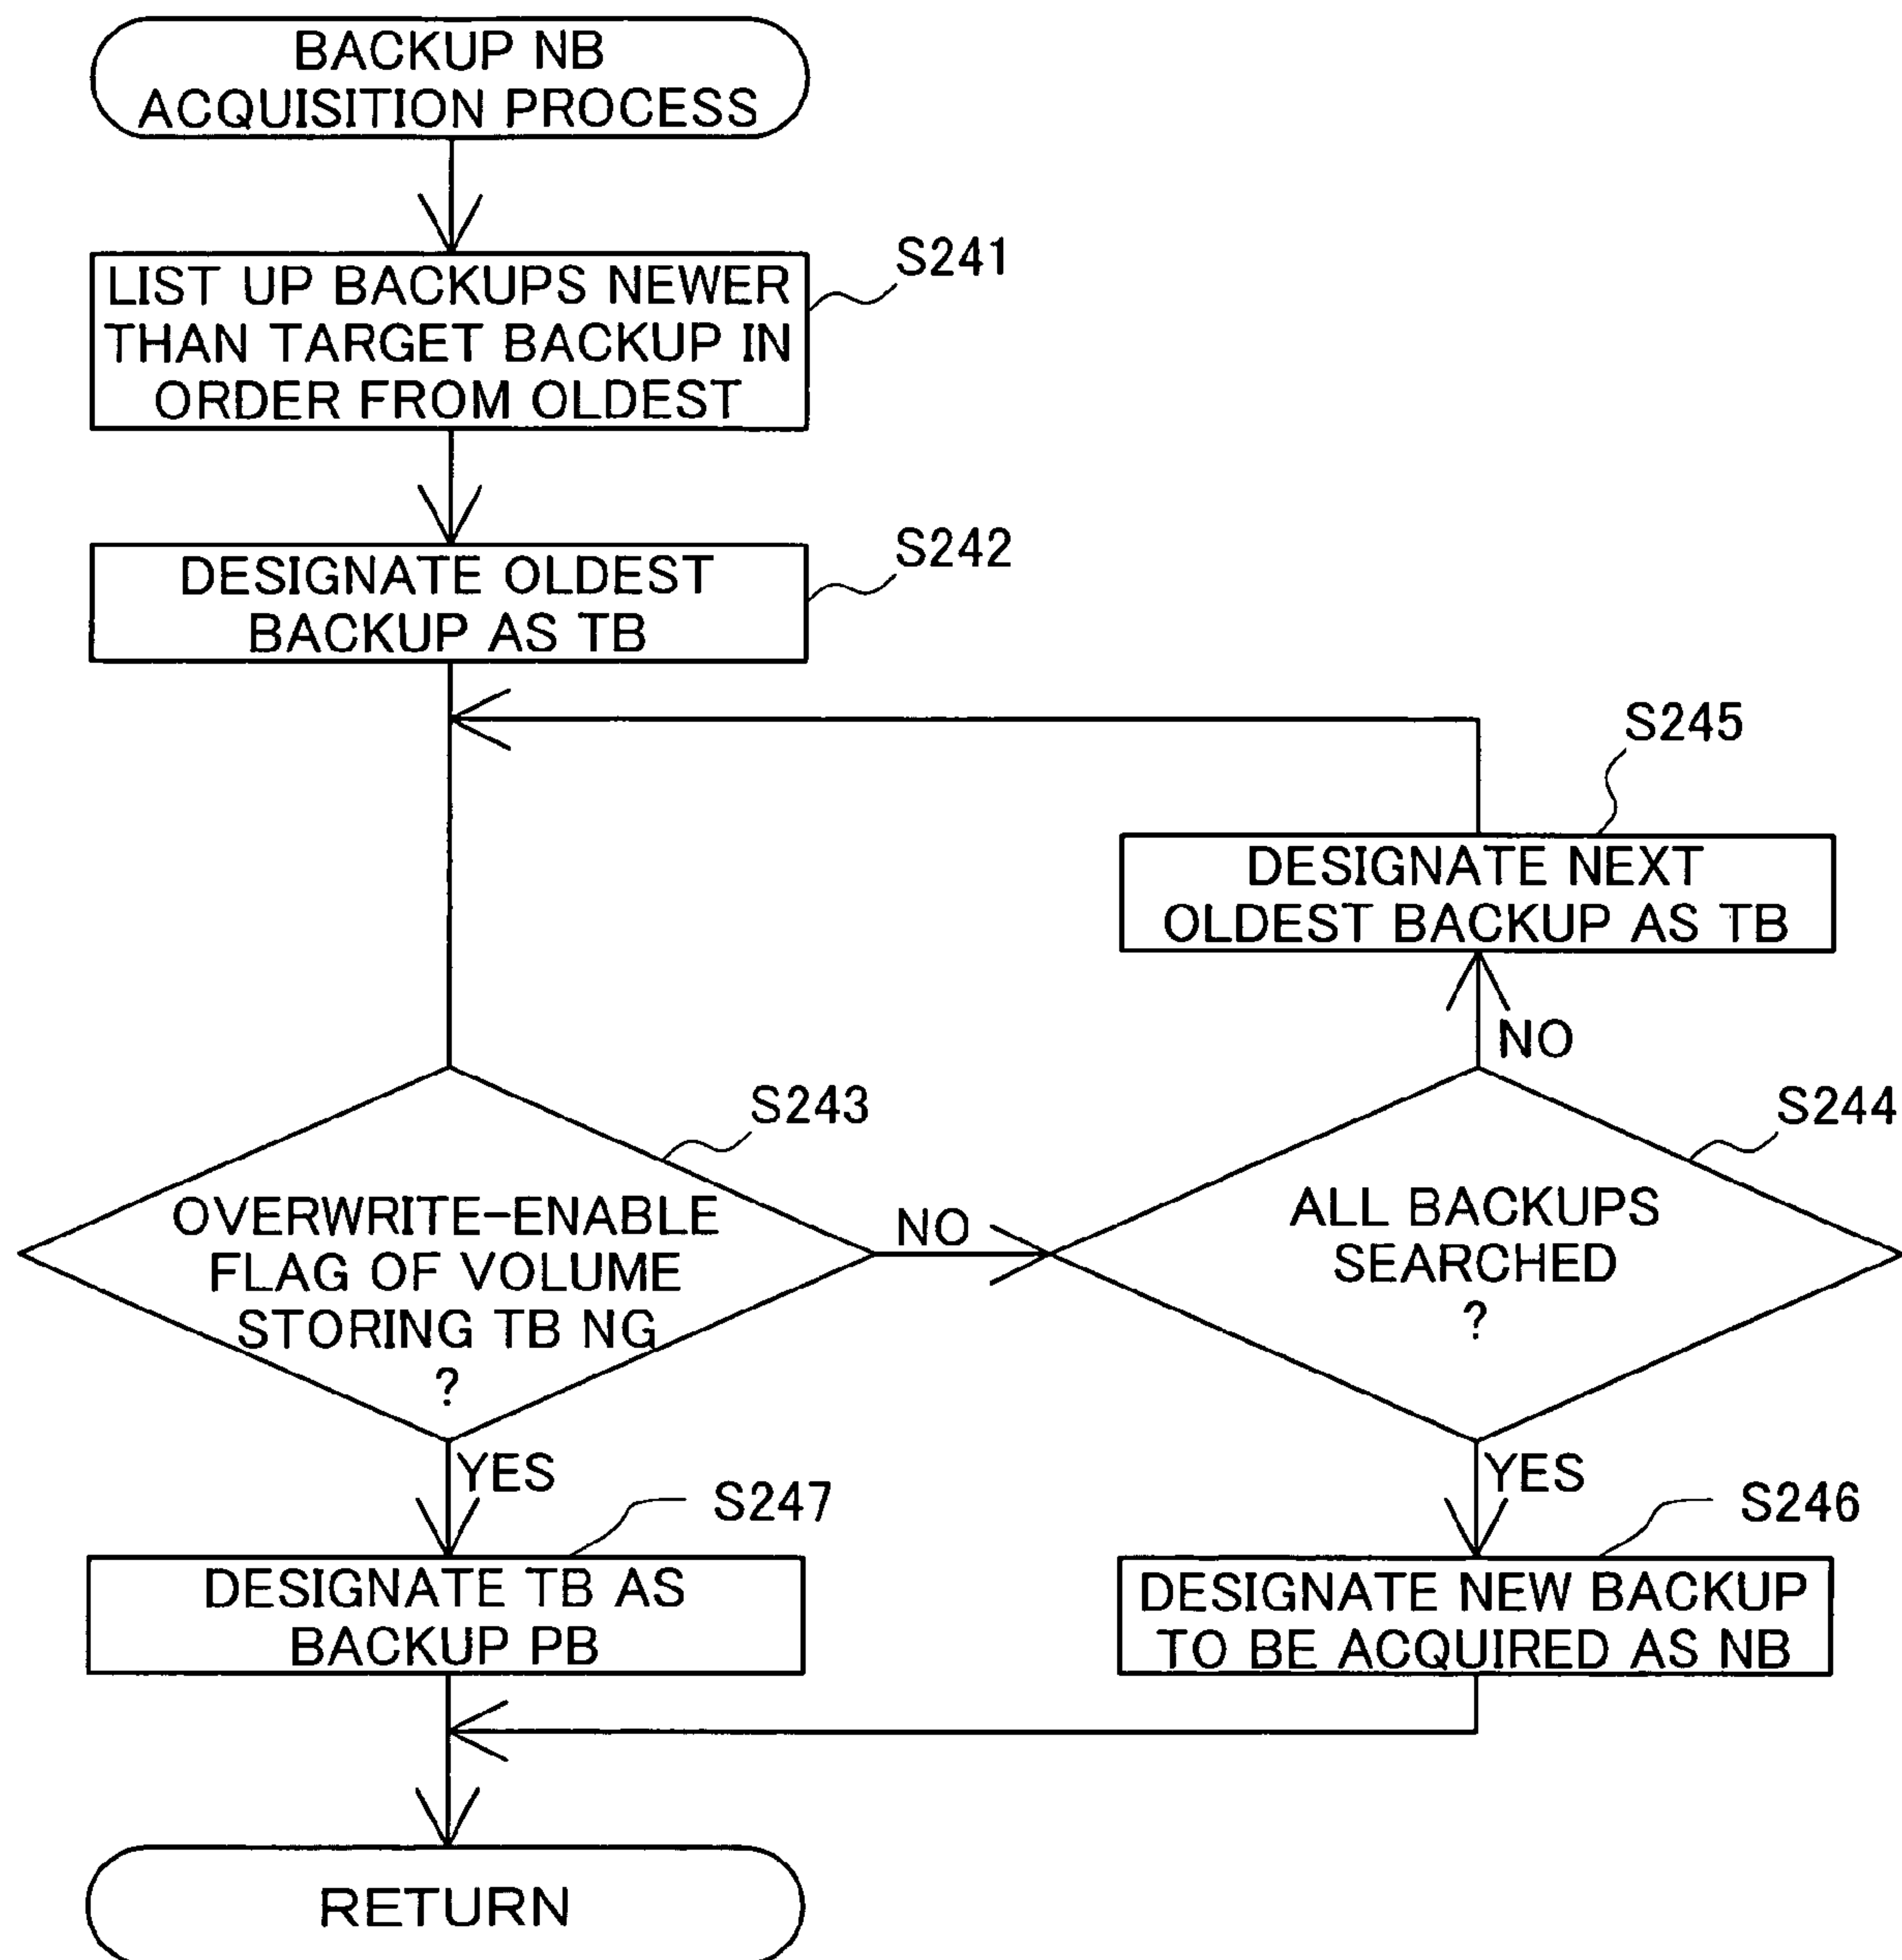 BACKUP NB
ACQUISITION PROCESS
S241
LIST UP BACKUPS NEWER
THAN TARGET BACKUP IN
ORDER FROM OLDEST
S242
DESIGNATE OLDEST
BACKUP AS TB
S245
DESIGNATE NEXT
OLDEST BACKUP AS TB
NO
S243
OVERWRITE-ENABLE
FLAG OF VOLUME
STORING TB NG
?
NO
S244
ALL BACKUPS
SEARCHED
?
YES
S247
DESIGNATE TB AS
BACKUP PB
YES
S246
DESIGNATE NEW BACKUP
TO BE ACQUIRED AS NB
RETURN